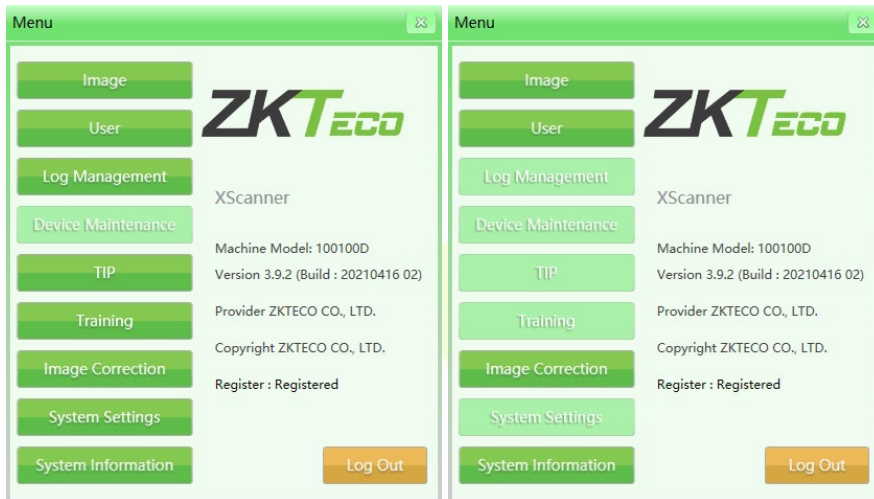 Menu
Image
User
Log Management
Device Maintenance
TIP
Training
Image Correction
System Settings
System Information
ZKTECO
XScanner
Machine Model: 100100D
Version 3.9.2 (Build : 20210416 02)
Provider ZKTECO CO., LTD.
Copyright ZKTECO CO., LTD.
Register : Registered
Log Out
Menu
Image
User
Log Management
Device Maintenance
TIP
Training
Image Correction
System Settings
System Information
ZKTECO
XScanner
Machine Model: 100100D
Version 3.9.2 (Build : 20210416 02)
Provider ZKTECO CO., LTD.
Copyright ZKTECO CO., LTD.
Register : Registered
Log Out